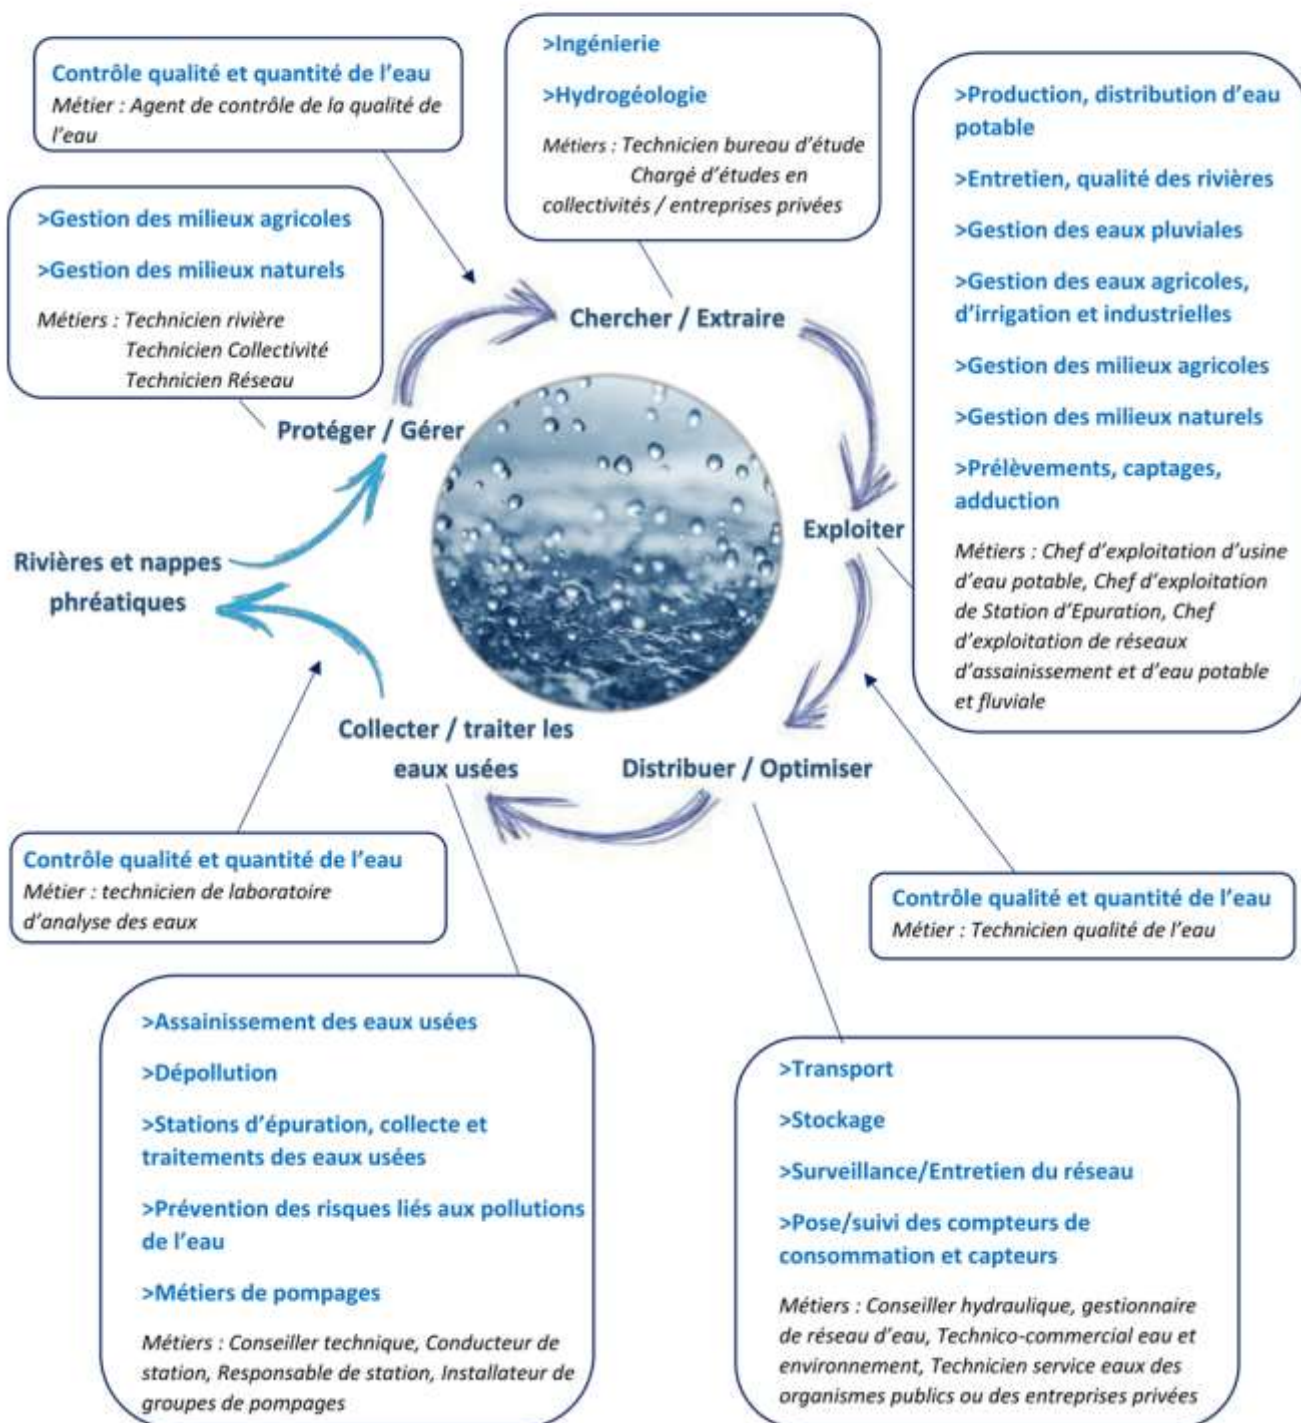 Contrôle qualité et quantité de l'eau
Métier : Agent de contrôle de la qualité de
l'eau
>Ingénierie
>Hydrogéologie
Métiers : Technicien bureau d'étude
Chargé d'études en
collectivités / entreprises privées
>Production, distribution d'eau
potable
>Entretien, qualité des rivières
>Gestion des eaux pluviales
>Gestion des eaux agricoles,
d'irrigation et industrielles
>Gestion des milieux agricoles
>Gestion des milieux naturels
>Prélèvements, captages,
adduction
Métiers : Chef d'exploitation d'usine
d'eau potable, Chef d'exploitation
de Station d'Epuration, Chef
d'exploitation de réseaux
d'assainissement et d'eau potable
et fluviale
>Gestion des milieux agricoles
>Gestion des milieux naturels
Métiers : Technicien rivière
Technicien Collectivité
Technicien Réseau
Chercher / Extraire
Protéger / Gérer
Exploiter
Rivières et nappes
phréatiques
Collecter / traiter les
eaux usées
Distribuer / Optimiser
Contrôle qualité et quantité de l'eau
Métier : technicien de laboratoire
d'analyse des eaux
Contrôle qualité et quantité de l'eau
Métier : Technicien qualité de l'eau
>Assainissement des eaux usées
>Dépollution
>Stations d'épuration, collecte et
traitements des eaux usées
>Prévention des risques liés aux pollutions
de l'eau
>Métiers de pompages
Métiers : Conseiller technique, Conducteur de
station, Responsable de station, Installateur de
groupes de pompages
>Transport
>Stockage
>Surveillance/Entretien du réseau
>Pose/suivi des compteurs de
consommation et capteurs
Métiers : Conseiller hydraulique, gestionnaire
de réseau d'eau, Technico-commercial eau et
environnement, Technicien service eaux des
organismes publics ou des entreprises privées